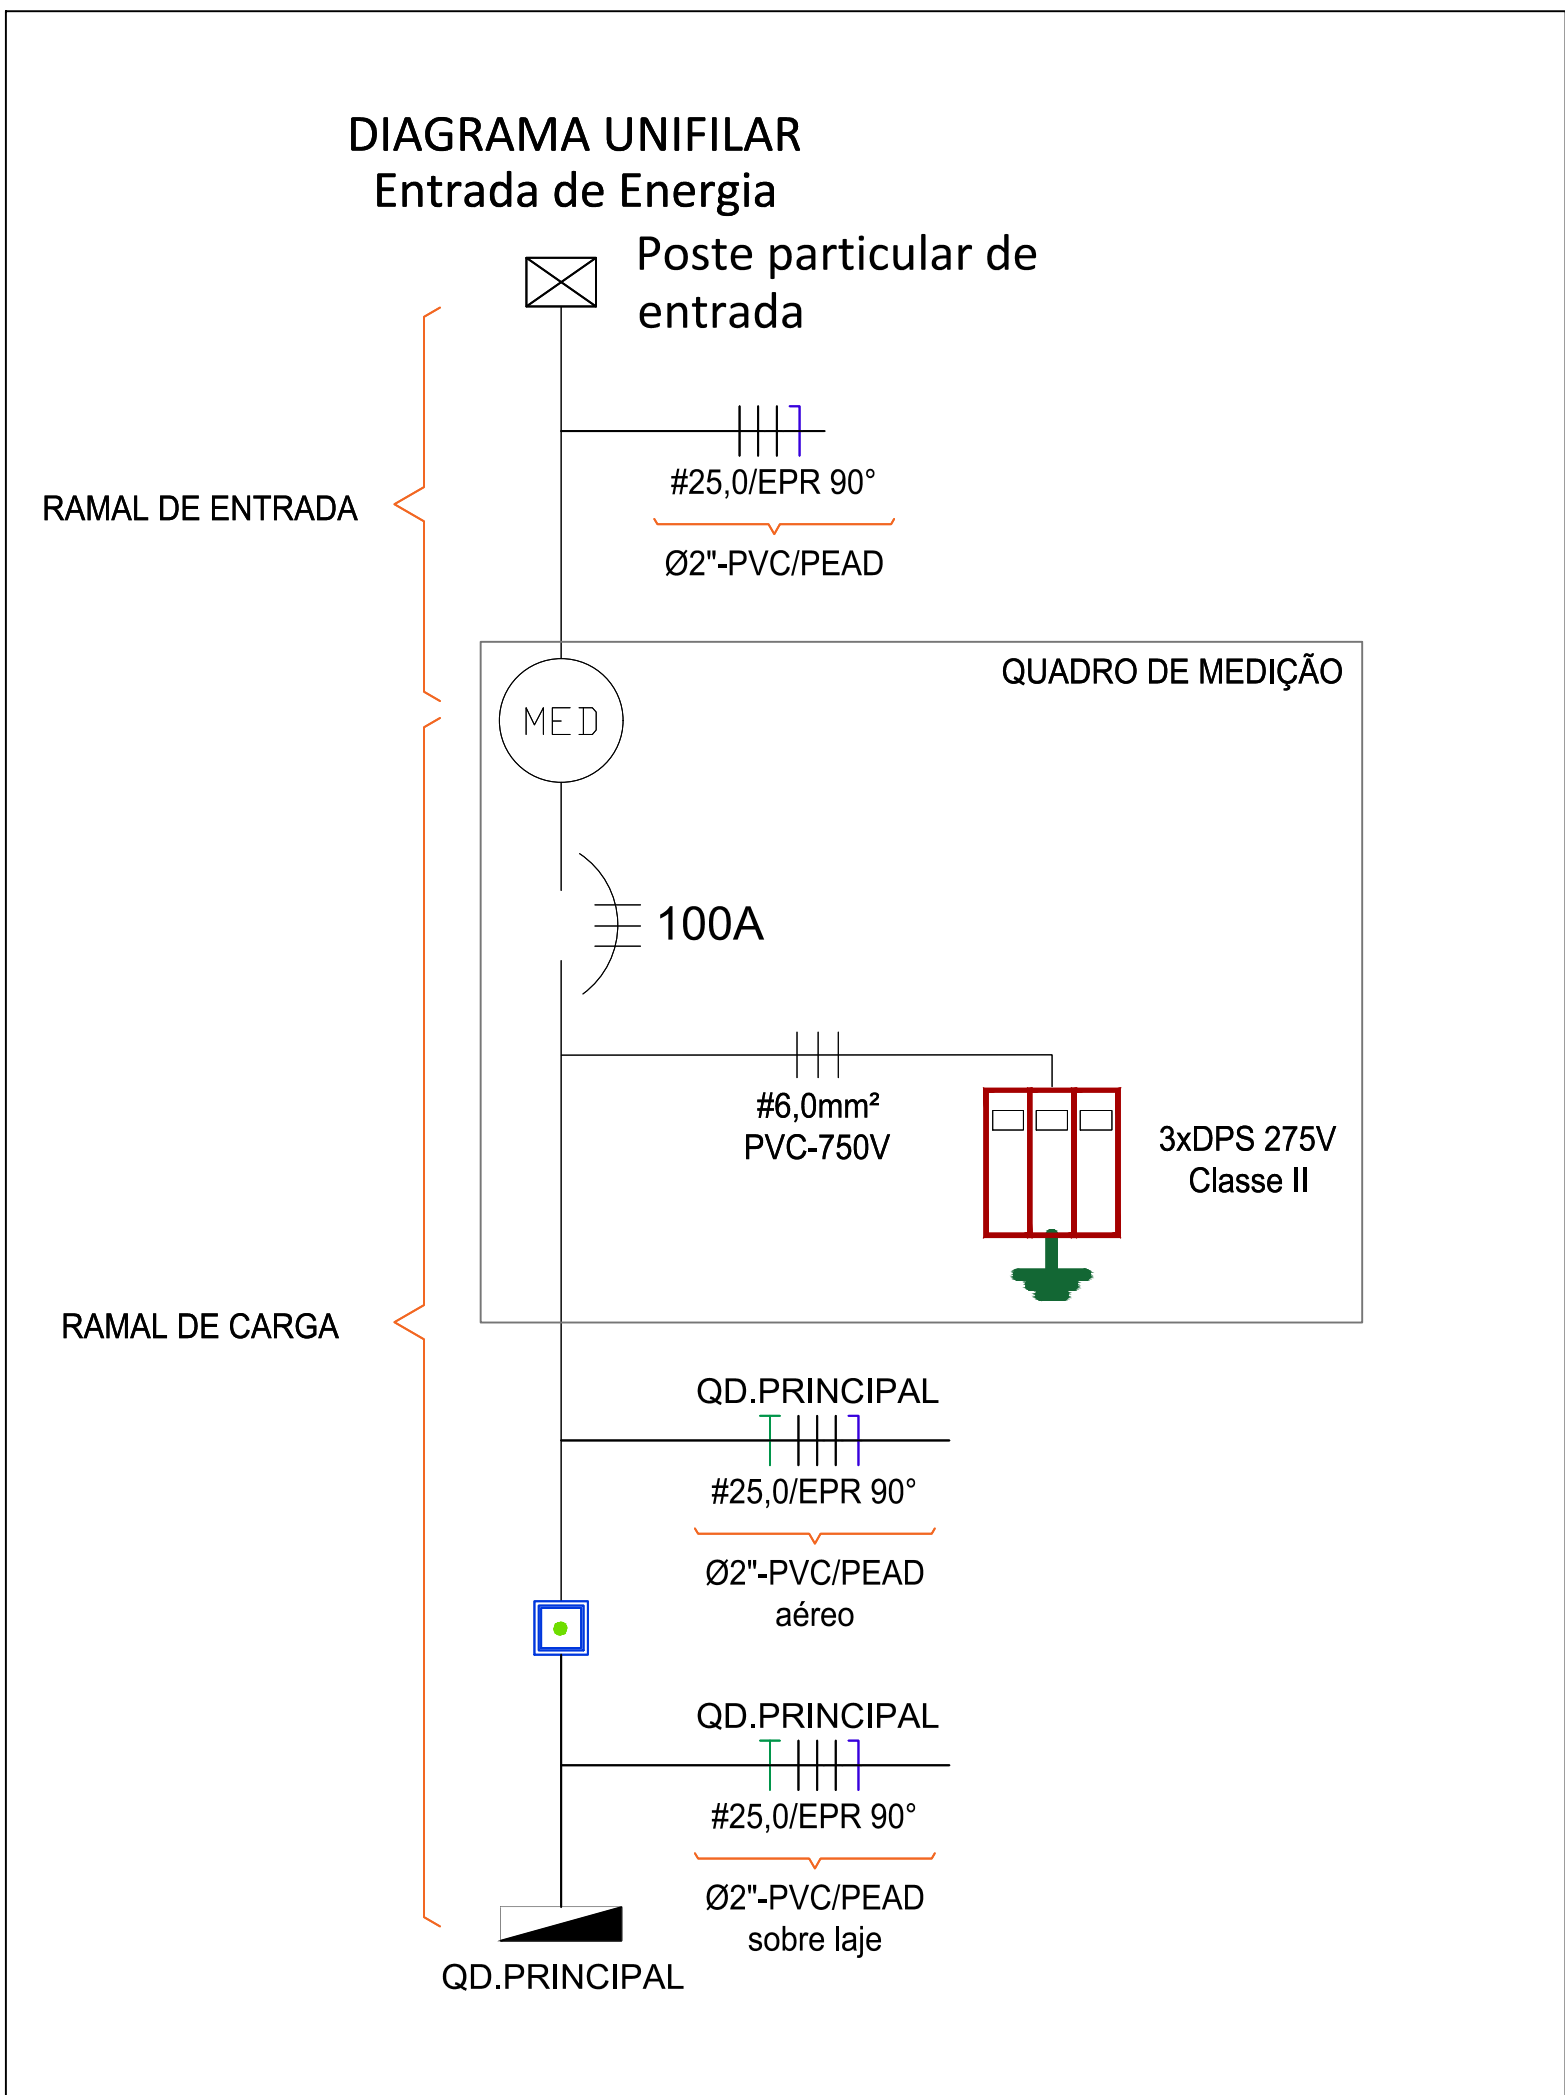 DIAGRAMA UNIFILAR
Entrada de Energia
Poste particular de
entrada
#25,0/EPR 90°
RAMAL DE ENTRADA
Ø2"-PVC/PEAD
QUADRO DE MEDIÇÃO
MED
100A
#6,0mm²
PVC-750V
3xDPS 275V
Classe II
RAMAL DE CARGA
QD.PRINCIPAL
#25,0/EPR 90°
Ø2"-PVC/PEAD
aéreo
QD.PRINCIPAL
#25,0/EPR 90°
Ø2"-PVC/PEAD
sobre laje
QD.PRINCIPAL